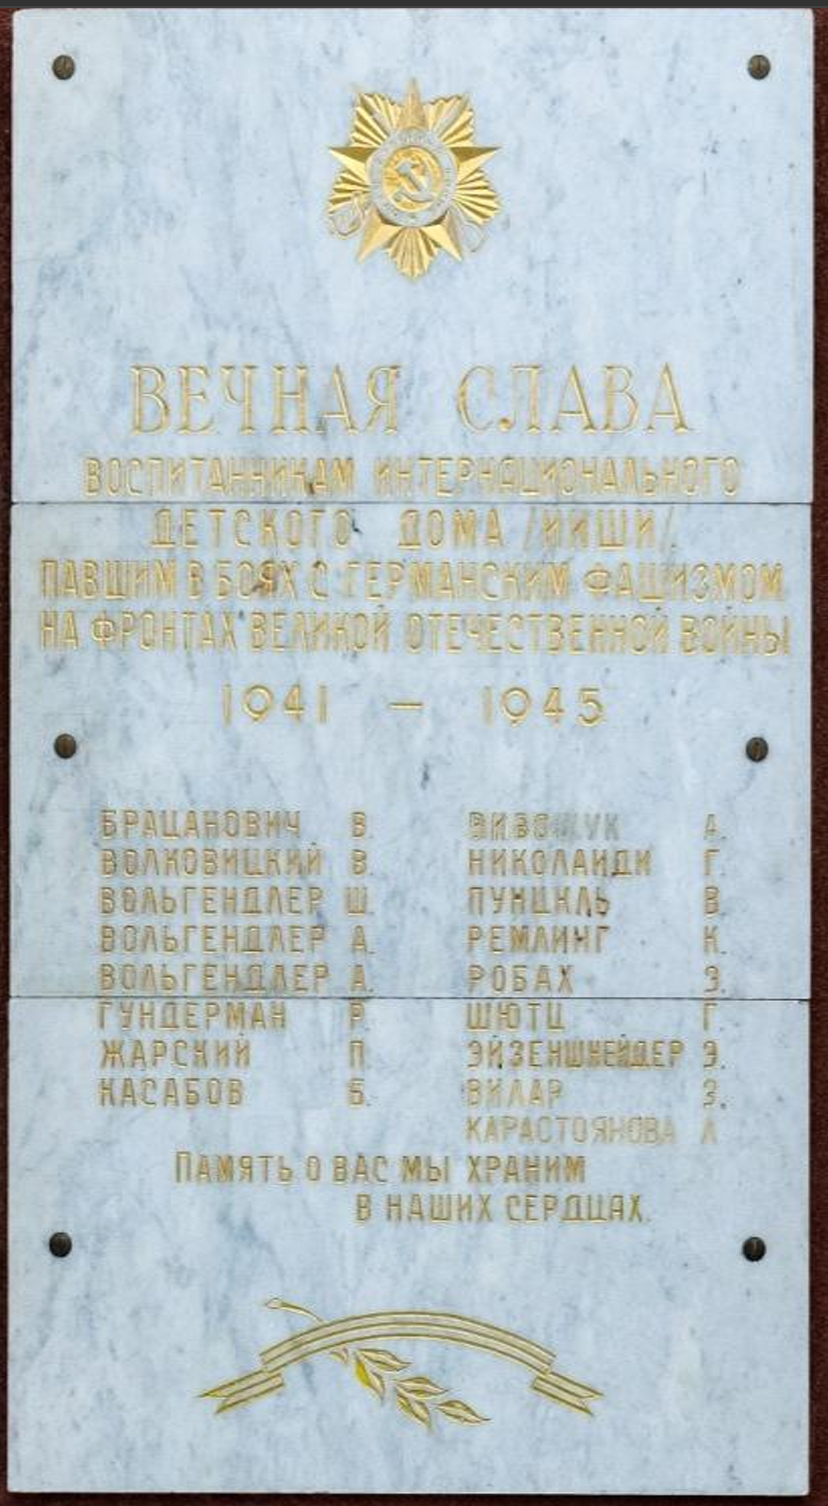 ВЕЧНАЯ СЛАВА
ВОСПИТАННИКАМ ИНТЕРНАЦИОНАЛЬНОГО
ДЕТСКОГО ДОМА /ИИШИ/
ПАВШИМ В БОЯХ С ГЕРМАНСКИМ ФАШИЗМОМ
НА ФРОНТАХ ВЕЛИКОЙ ОТЕЧЕСТВЕННОЙ ВОЙНЫ
1941 — 1945
БРАЦАНОВИЧ В.
ВОЛКОВИЦКИЙ В.
ВОЛЬГЕНДЛЕР Ш.
ВОЛЬГЕНДЛЕР А.
ВОЛЬГЕНДЛЕР А.
ГУНДЕРМАН Р.
ЖАРСКИЙ П.
КАСАБОВ Б.
А.
НИКОЛАИДИ Г.
ПУНЦКЛЬ В.
РЕМЛИНГ К.
РОБАХ З.
ШЮТЦ Г.
ЭЙЗЕНШНЕЙДЕР Э.
ВИЛАР З.
КАРАСТОЯНОВА Л
ПАМЯТЬ О ВАС МЫ ХРАНИМ
В НАШИХ СЕРДЦАХ.